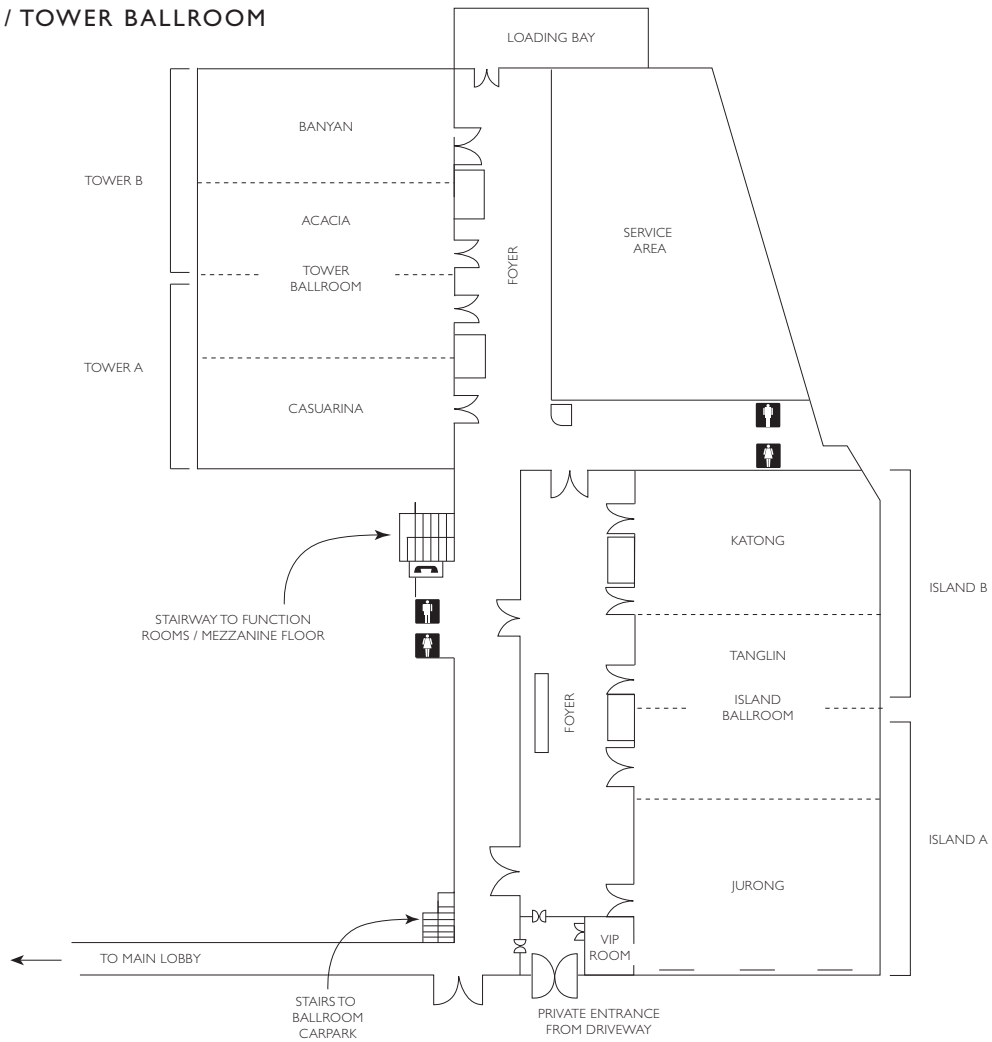 / TOWER BALLROOM
LOADING BAY
BANYAN
TOWER B
ACACIA
SERVICE
AREA
FOYER
TOWER
BALLROOM
TOWER A
CASUARINA
KATONG
ISLAND B
STAIRWAY TO FUNCTION
ROOMS / MEZZANINE FLOOR
TANGLIN
ISLAND
BALLROOM
FOYER
ISLAND A
JURONG
VIP
ROOM
TO MAIN LOBBY
STAIRS TO
BALLROOM
CARPARK
PRIVATE ENTRANCE
FROM DRIVEWAY